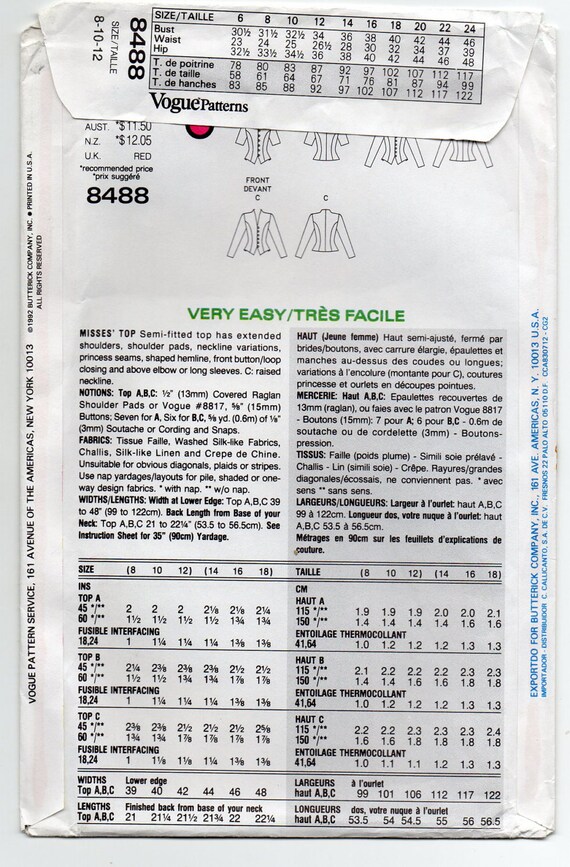 SIZE/TAILLE 6 8 10 12 14 16 18 20 22 24
Bust 30½ 31½ 32½ 34 36 38 40 42 44 46
Waist 23 24 25 26½ 28 30 32 34 37 39
Hip 32½ 33½ 34½ 36 38 40 42 44 46 48
T. de poitrine 78 80 83 87 92 97 102 107 112 117
T. de taille 58 61 64 67 71 76 81 87 94 99
T. de hanches 83 85 88 92 97 102 107 112 117 122
Vogue Patterns
8488
SIZE/TAILLE
8-10-12
AUST. *$11.50
N.Z. *$12.05
U.K. RED
*recommended price
*prix suggéré
8488
FRONT
DEVANT
C
C
VERY EASY/TRÈS FACILE
MISSES' TOP Semi-fitted top has extended
shoulders, shoulder pads, neckline variations,
princess seams, shaped hemline, front button/loop
closing and above elbow or long sleeves. C: raised
neckline.
NOTIONS: Top A,B,C: ½" (13mm) Covered Raglan
Shoulder Pads or Vogue #8817, ⅝" (15mm)
Buttons: Seven for A, Six for B,C, ⅝ yd. (0.6m) of ⅛"
(3mm) Soutache or Cording and Snaps.
FABRICS: Tissue Faille, Washed Silk-like Fabrics,
Challis, Silk-like Linen and Crepe de Chine.
Unsuitable for obvious diagonals, plaids or stripes.
Use nap yardages/layouts for pile, shaded or one-
way design fabrics. * with nap. ** w/o nap.
WIDTHS/LENGTHS: Width at Lower Edge: Top A,B,C 39
to 48" (99 to 122cm). Back Length from Base of your
Neck: Top A,B,C 21 to 22¼" (53.5 to 56.5cm). See
Instruction Sheet for 35" (90cm) Yardage.
HAUT (Jeune femme) Haut semi-ajusté, fermé par
brides/boutons, avec carrure élargie, épaulettes et
manches au-dessus des coudes ou longues;
variations à l'encolure (montante pour C), coutures
princesse et ourlets en découpes pointues.
MERCERIE: Haut A,B,C: Epaulettes recouvertes de
13mm (raglan), ou faies avec le patron Vogue 8817
- Boutons (15mm): 7 pour A; 6 pour B,C - 0.6m de
soutache ou de cordelette (3mm) - Boutons-
pression.
TISSUS: Faille (poids plume) - Simili soie prélavé -
Challis - Lin (simili soie) - Crêpe. Rayures/grandes
diagonales/écossais, ne conviennent pas. * avec
sens ** sans sens.
LARGEURS/LONGUEURS: Largeur à l'ourlet: haut A,B,C
99 à 122cm. Longueur dos, votre nuque à l'ourlet: haut
A,B,C 53.5 à 56.5cm.
Métrages en 90cm sur les feuilles d'explications de
couture.
SIZE (8 10 12) (14 16 18)
INS
TOP A
45 */** 2 2 2 2⅛ 2⅛ 2¼
60 */** 1½ 1½ 1½ 1½ 1¾ 1¾
FUSIBLE INTERFACING
18,24 1 1¼ 1¼ 1¼ 1⅜ 1⅜
TOP B
45 */** 2¼ 2⅜ 2⅜ 2⅜ 2½ 2½
60 */** 1½ 1½ 1¾ 1¾ 1⅞ 1⅞
FUSIBLE INTERFACING
18,24 1 1¼ 1¼ 1¼ 1⅜ 1⅜
TOP C
45 */** 2⅜ 2⅜ 2½ 2½ 2½ 2⅝
60 */** 1¾ 1¾ 1⅞ 1⅞ 1⅞ 1⅞
FUSIBLE INTERFACING
18,24 1 1⅛ 1¼ 1¼ 1⅜ 1⅜
WIDTHS Lower edge
Top A,B,C 39 40 42 44 46 48
LENGTHS Finished back from base of your neck
Top A,B,C 21 21¼ 21½ 21¾ 22 22¼
TAILLE (8 10 12) (14 16 18)
CM
HAUT A
115 */** 1.9 1.9 1.9 2.0 2.0 2.1
150 */** 1.4 1.4 1.4 1.4 1.6 1.6
ENTOILAGE THERMOCOLLANT
41,64 1.0 1.2 1.2 1.2 1.3 1.3
HAUT B
115 */** 2.1 2.2 2.2 2.2 2.3 2.3
150 */** 1.4 1.4 1.6 1.6 1.8 1.8
ENTOILAGE THERMOCOLLANT
41,64 1.0 1.2 1.2 1.2 1.3 1.3
HAUT C
115 */** 2.2 2.2 2.3 2.3 2.3 2.4
150 */** 1.6 1.6 1.8 1.8 1.8 1.8
ENTOILAGE THERMOCOLLANT
41,64 1.0 1.1 1.1 1.2 1.3 1.3
LARGEURS à l'ourlet
haut A,B,C 99 101 106 112 117 122
LONGUEURS dos, votre nuque à l'ourlet
haut A,B,C 53.5 54 54.5 55 56 56.5
VOGUE PATTERN SERVICE, 161 AVENUE OF THE AMERICAS, NEW YORK 10013 ©1992 BUTTERICK COMPANY, INC. ● PRINTED IN U.S.A.
ALL RIGHTS RESERVED
EXPORTDO FOR BUTTERICK COMPANY, INC., 161 AVE. AMERICAS, N. Y. 10013 U.S.A.
IMPORTADOR - DISTRIBUIDOR C. CALLICANTO, S.A. DE C.V. FRESNOS 22 PALO ALTO 05110 D.F. CCA830712 - CG2